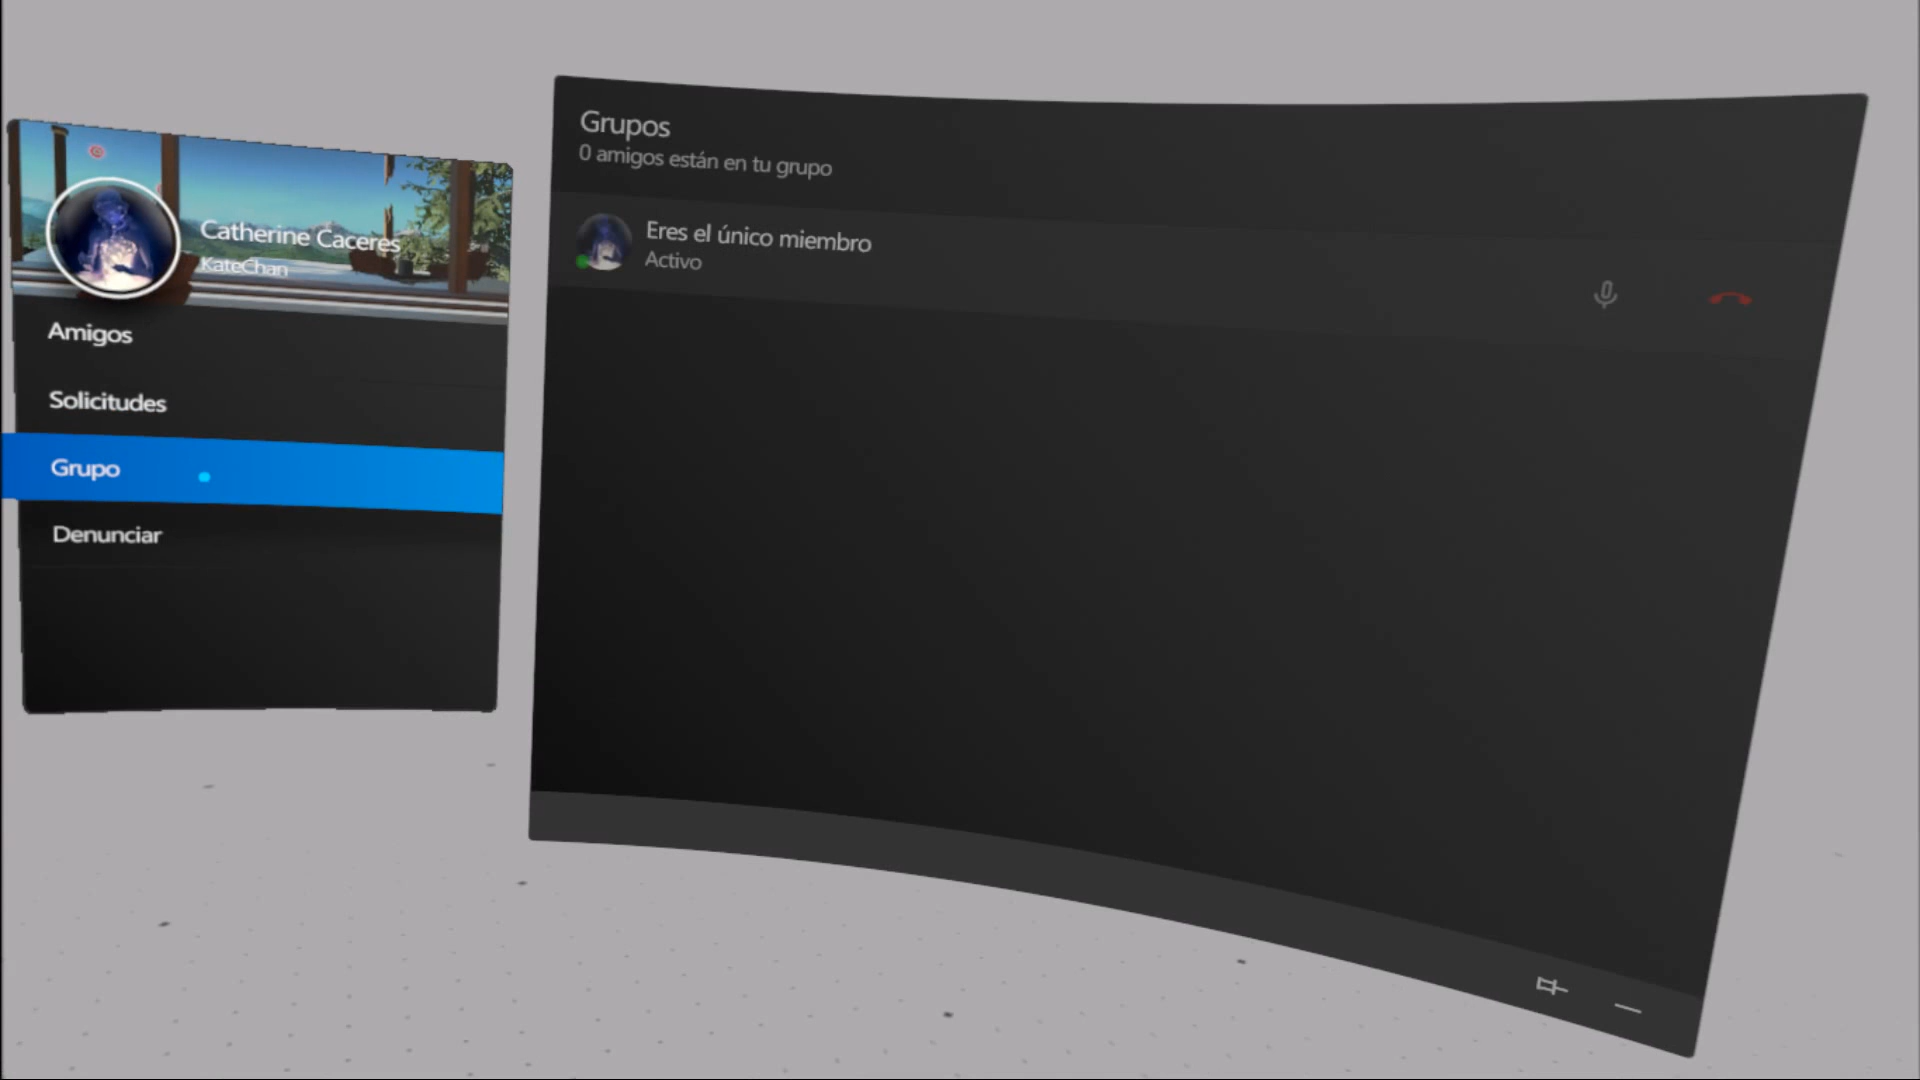 Catherine Caceres
KateChan
Amigos
Solicitudes
Grupo
Denunciar
Grupos
0 amigos están en tu grupo
Eres el único miembro
Activo